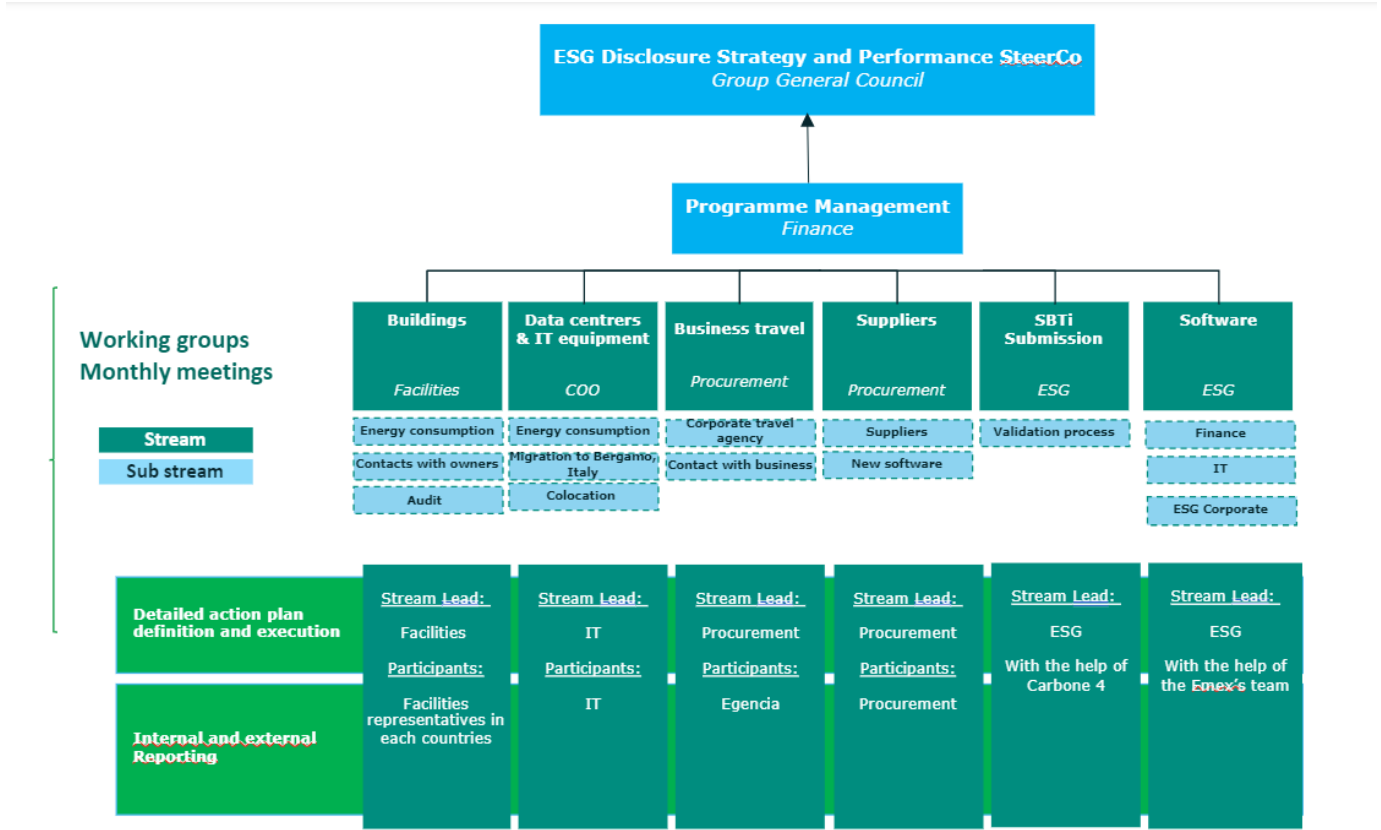 ESG Disclosure Strategy and Performance SteerCo
Group General Council
Programme Management
Finance
Working groups
Monthly meetings
Stream
Sub stream
Buildings
Facilities
Energy consumption
Contacts with owners
Audit
Data centrers
& IT equipment
COO
Energy consumption
Migration to Bergamo,
Italy
Colocation
Business travel
Procurement
Corporate travel
agency
Contact with business
Suppliers
Procurement
Suppliers
New software
SBTi
Submission
ESG
Validation process
Software
ESG
Finance
IT
ESG Corporate
Detailed action plan
definition and execution
Internal and external
Reporting
Stream Lead:
Facilities
Participants:
Facilities
representatives in
each countries
Stream Lead:
IT
Participants:
IT
Stream Lead:
Procurement
Participants:
Egencia
Stream Lead:
Procurement
Participants:
Procurement
Stream Lead:
ESG
With the help of
Carbone 4
Stream Lead:
ESG
With the help of
the Emex's team